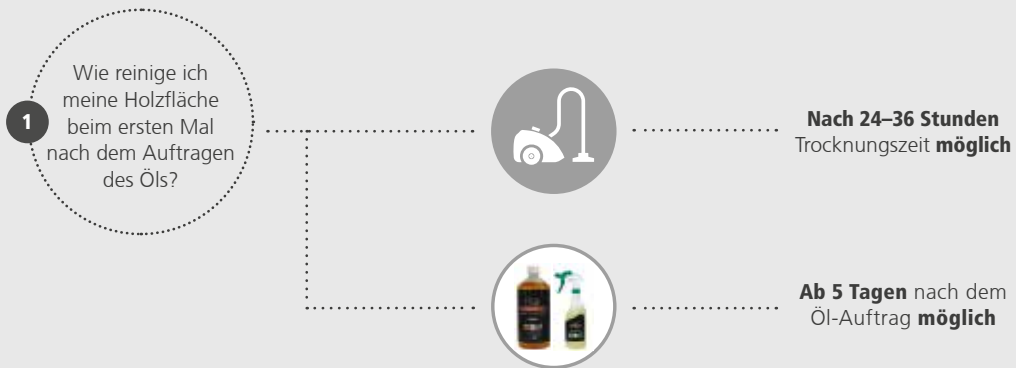 1
Wie reinige ich
meine Holzfläche
beim ersten Mal
nach dem Auftragen
des Öls?
Nach 24–36 Stunden
Trocknungszeit möglich
Ab 5 Tagen nach dem
Öl-Auftrag möglich